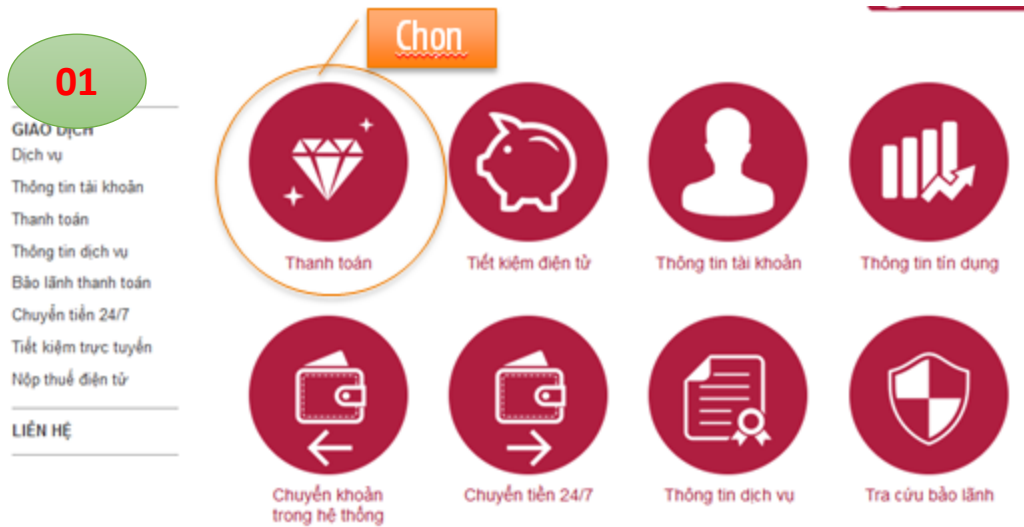 Chon
01
GIAO DỊCH
Dịch vụ
Thông tin tài khoản
Thanh toán
Thông tin dịch vụ
Bảo lãnh thanh toán
Chuyển tiền 24/7
Tiết kiệm trực tuyến
Nộp thuế điện tử
LIÊN HỆ
Thanh toán
Tiết kiệm điện tử
Thông tin tài khoản
Thông tin tín dụng
Chuyển khoản
trong hệ thống
Chuyển tiền 24/7
Thông tin dịch vụ
Tra cứu bảo lãnh